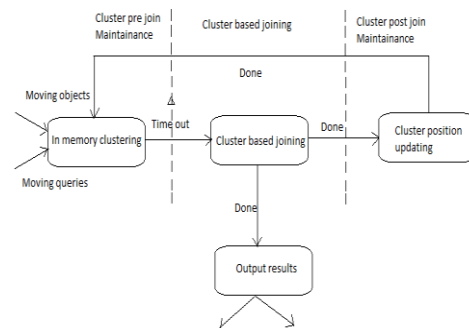 Cluster pre join
Maintainance
Cluster based joining
Cluster post join
Maintainance
Done
Moving objects
Time out
In memory clustering
Cluster based joining
Done
Cluster position
updating
Moving queries
Done
Output results